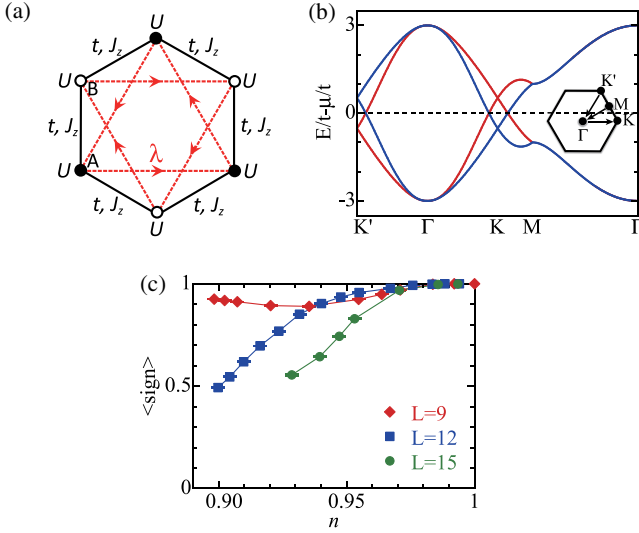 (a)
U
t, J_z t, J_z
U B U
t, J_z λ t, J_z
U A U
t, J_z t, J_z
U
(b)
E/t-μ/t
3
0
-3
K' Γ K M Γ
K'
M
K
Γ
(c)
<sign>
1
0.5
0
0.90 0.95 1
n
L=9
L=12
L=15